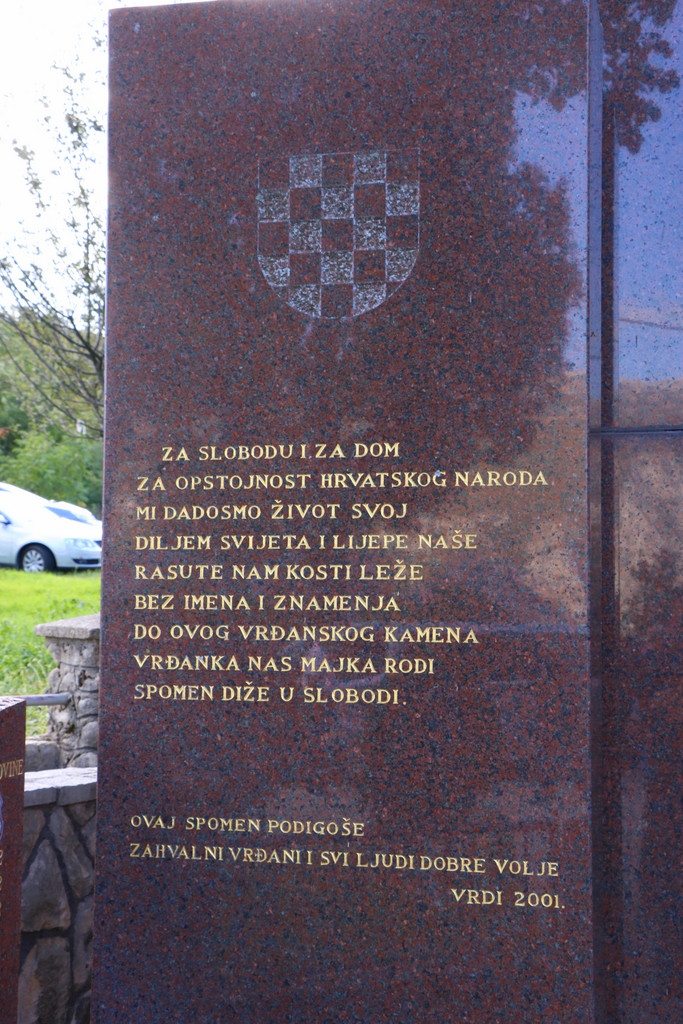 ZA SLOBODU I ZA DOM
ZA OPSTOJNOST HRVATSKOG NARODA
MI DADOSMO ŽIVOT SVOJ
DILJEM SVIJETA I LIJEPE NAŠE
RASUTE NAM KOSTI LEŽE
BEZ IMENA I ZNAMENJA
DO OVOG VRĐANSKOG KAMENA
VRĐANKA NAS MAJKA RODI
SPOMEN DIŽE U SLOBODI.
OVAJ SPOMEN PODIGOŠE
ZAHVALNI VRĐANI I SVI LJUDI DOBRE VOLJE
VRDI 2001.